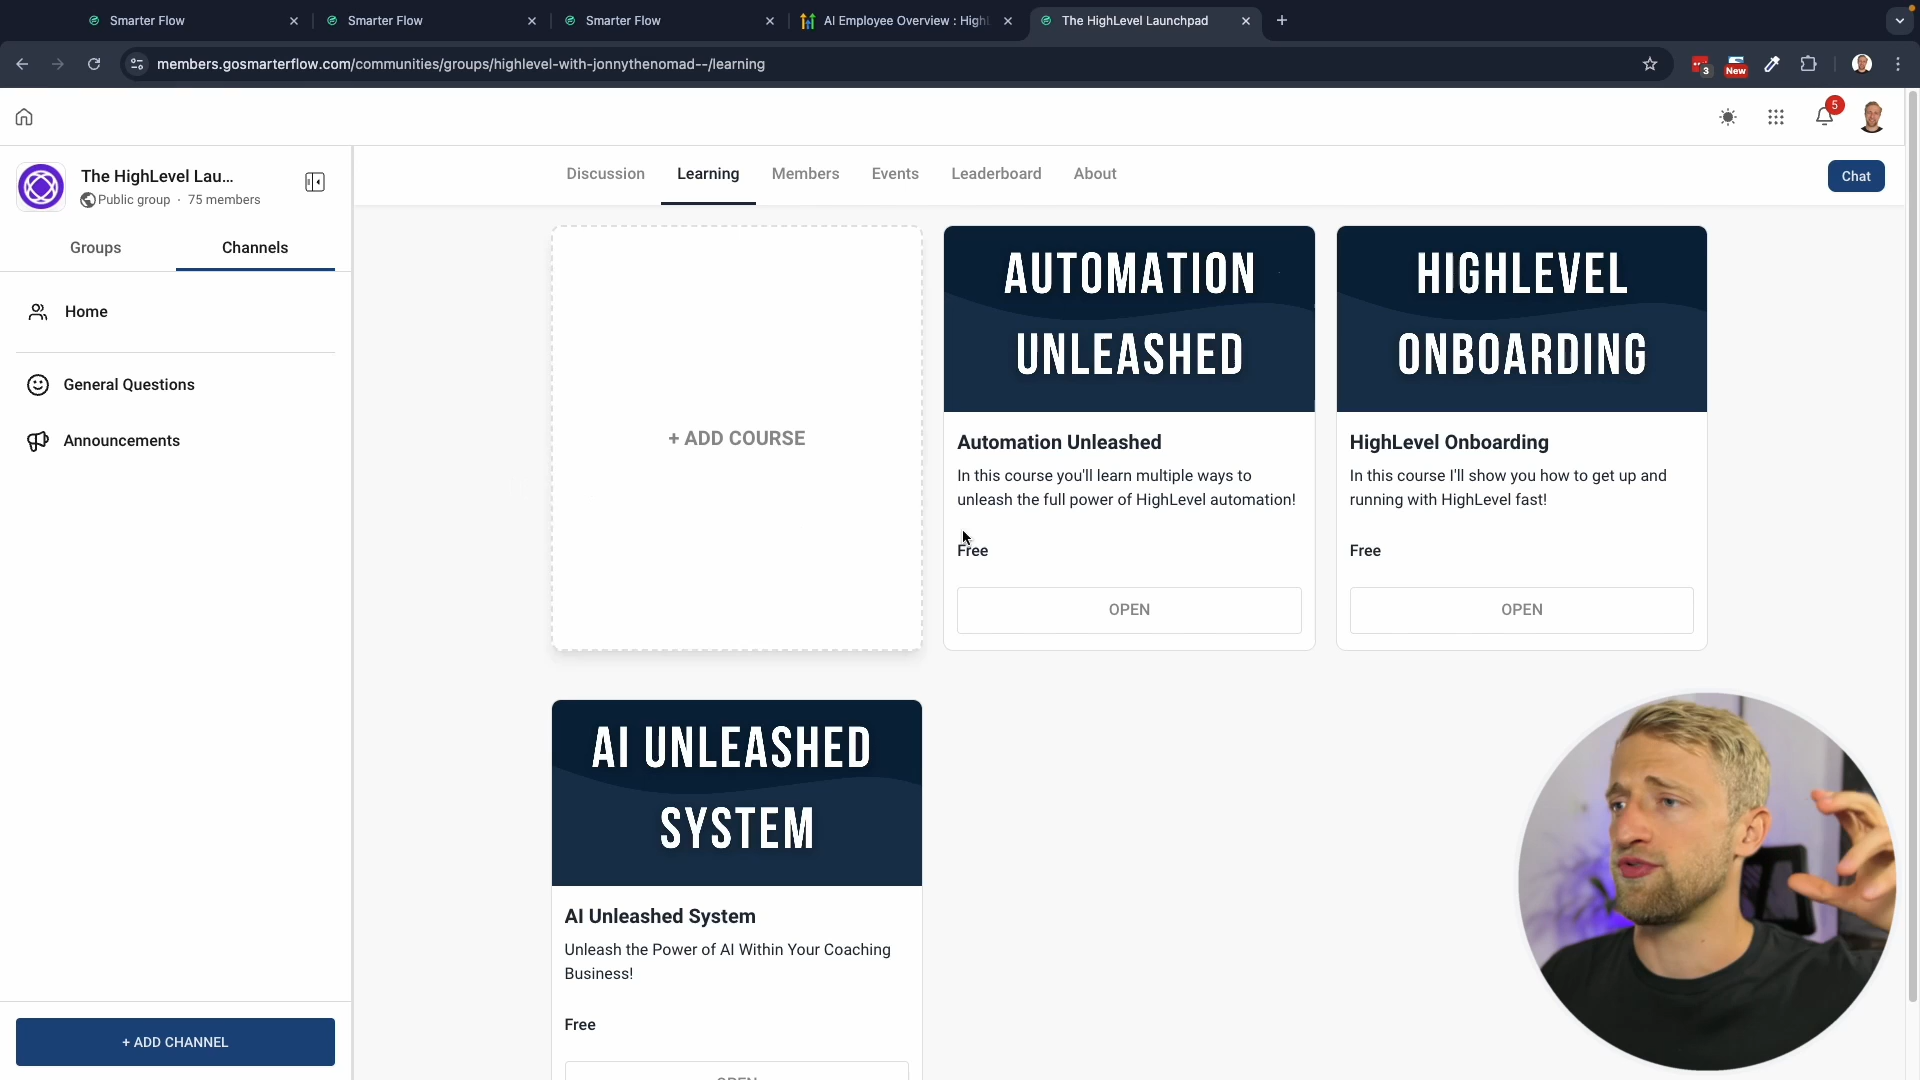 Smarter Flow
Smarter Flow
Smarter Flow
AI Employee Overview : High
The HighLevel Launchpad
members.gosmarterflow.com/communities/groups/highlevel-with-jonnythenomad--/learning
3
New
5
The HighLevel Lau...
Public group · 75 members
Groups
Channels
Home
General Questions
Announcements
+ ADD CHANNEL
Discussion
Learning
Members
Events
Leaderboard
About
Chat
+ ADD COURSE
AUTOMATION
UNLEASHED
Automation Unleashed
In this course you'll learn multiple ways to
unleash the full power of HighLevel automation!
Free
OPEN
HIGHLEVEL
ONBOARDING
HighLevel Onboarding
In this course I'll show you how to get up and
running with HighLevel fast!
Free
OPEN
AI UNLEASHED
SYSTEM
AI Unleashed System
Unleash the Power of AI Within Your Coaching
Business!
Free
OPEN